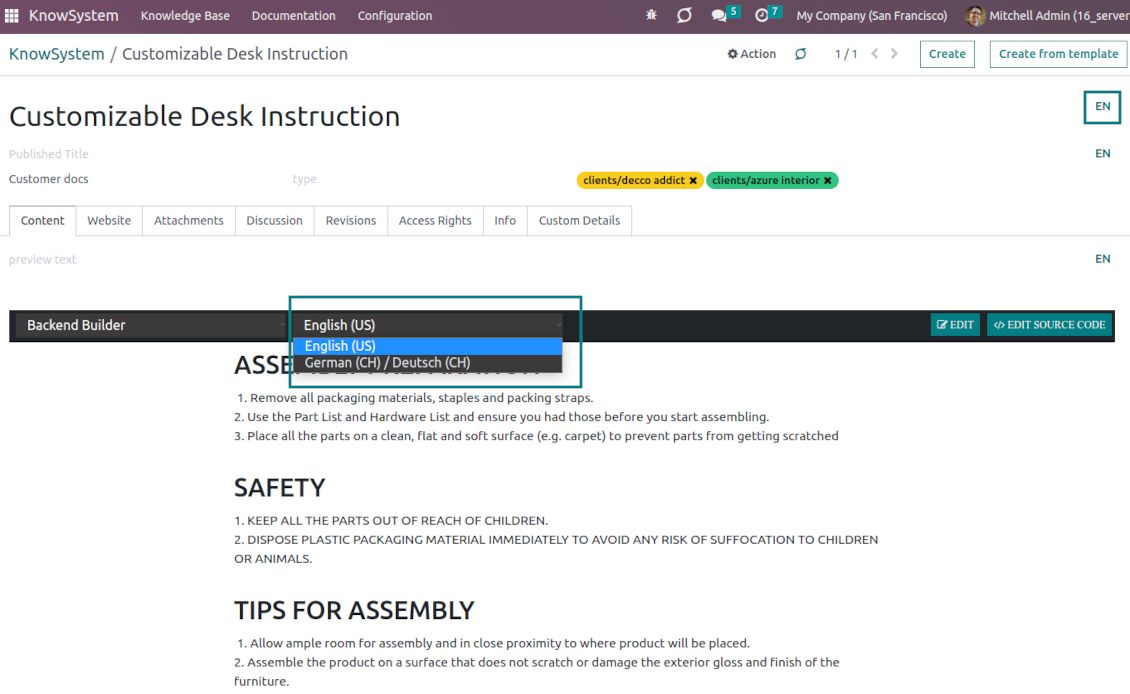 KnowSystem Knowledge Base Documentation Configuration 5 7 My Company (San Francisco) Mitchell Admin (16_server
KnowSystem / Customizable Desk Instruction Action 1 / 1 Create Create from template
Customizable Desk Instruction EN
Published Title EN
Customer docs type clients/decco addict ✖ clients/azure interior ✖
Content Website Attachments Discussion Revisions Access Rights Info Custom Details
preview text EN
Backend Builder English (US) EDIT </> EDIT SOURCE CODE
English (US)
German (CH) / Deutsch (CH)
1. Remove all packaging materials, staples and packing straps.
2. Use the Part List and Hardware List and ensure you had those before you start assembling.
3. Place all the parts on a clean, flat and soft surface (e.g. carpet) to prevent parts from getting scratched
SAFETY
1. KEEP ALL THE PARTS OUT OF REACH OF CHILDREN.
2. DISPOSE PLASTIC PACKAGING MATERIAL IMMEDIATELY TO AVOID ANY RISK OF SUFFOCATION TO CHILDREN
OR ANIMALS.
TIPS FOR ASSEMBLY
1. Allow ample room for assembly and in close proximity to where product will be placed.
2. Assemble the product on a surface that does not scratch or damage the exterior gloss and finish of the
furniture.